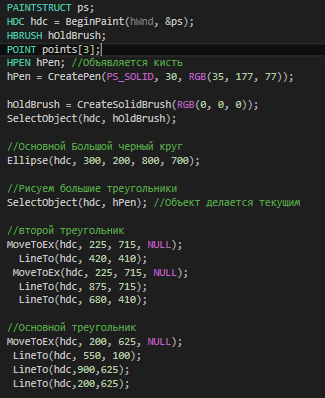 PAINTSTRUCT ps;
HDC hdc = BeginPaint(hWnd, &ps);
HBRUSH hOldBrush;
POINT points[3];
HPEN hPen; //Объявляется кисть
hPen = CreatePen(PS_SOLID, 30, RGB(35, 177, 77));
hOldBrush = CreateSolidBrush(RGB(0, 0, 0));
SelectObject(hdc, hOldBrush);
//Основной Большой черный круг
Ellipse(hdc, 300, 200, 800, 700);
//Рисуем большие треугольники
SelectObject(hdc, hPen); //Объект делается текущим
//второй треугольник
MoveToEx(hdc, 225, 715, NULL);
LineTo(hdc, 420, 410);
MoveToEx(hdc, 225, 715, NULL);
LineTo(hdc, 875, 715);
LineTo(hdc, 680, 410);
//Основной треугольник
MoveToEx(hdc, 200, 625, NULL);
LineTo(hdc, 550, 100);
LineTo(hdc,900,625);
LineTo(hdc,200,625);